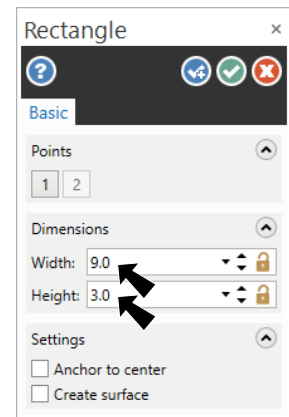 Rectangle ×
?
Basic
Points
1 2
Dimensions
Width: 9.0
Height: 3.0
Settings
Anchor to center
Create surface